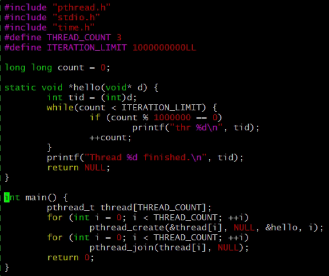 #include "pthread.h"
#include "stdio.h"
#include "time.h"
#define THREAD_COUNT 3
#define ITERATION_LIMIT 1000000000LL

long long count = 0;

static void *hello(void* d) {
        int tid = (int)d;
        while(count < ITERATION_LIMIT) {
                if (count % 1000000 == 0)
                        printf("thr %d\n", tid);
                ++count;
        }
        printf("Thread %d finished.\n", tid);
        return NULL;
}

int main() {
        pthread_t thread[THREAD_COUNT];
        for (int i = 0; i < THREAD_COUNT; ++i)
                pthread_create(&thread[i], NULL, &hello, i);
        for (int i = 0; i < THREAD_COUNT; ++i)
                pthread_join(thread[i], NULL);
        return 0;
}